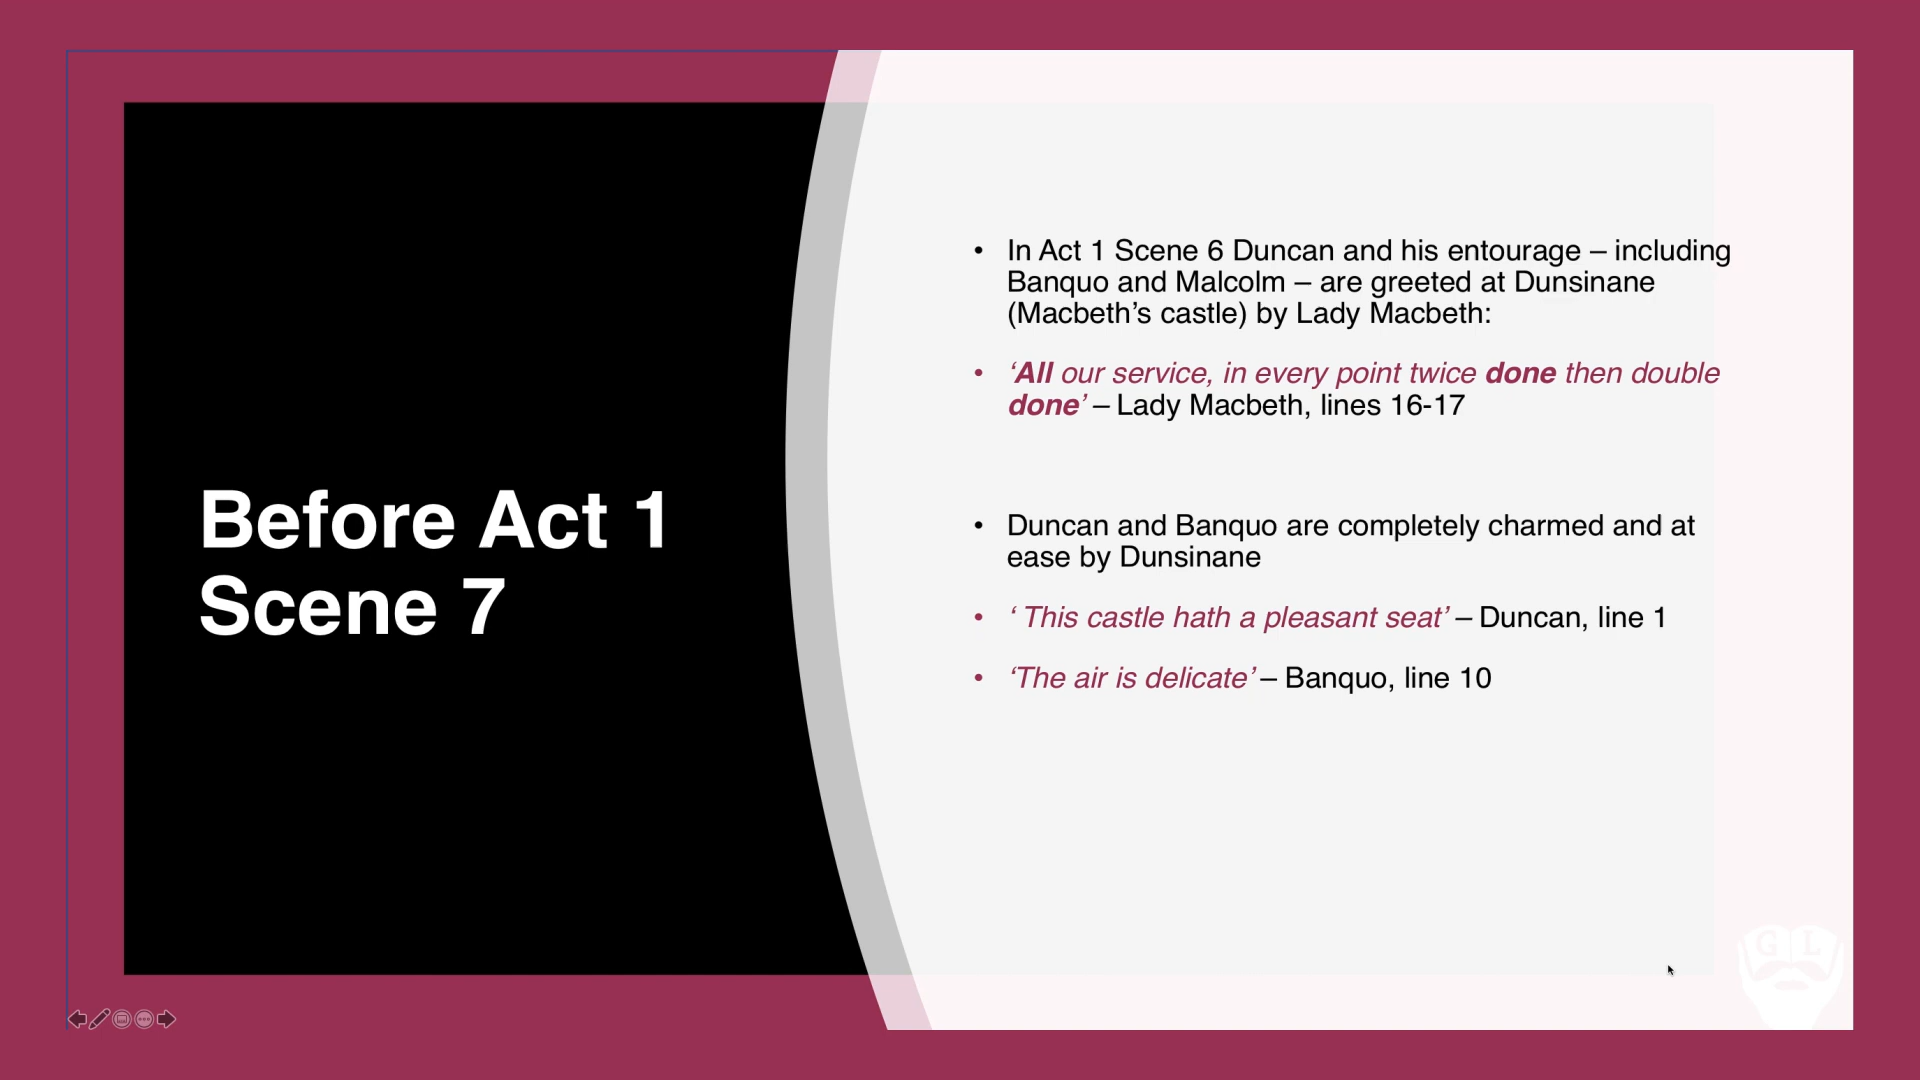 Before Act 1
Scene 7
• In Act 1 Scene 6 Duncan and his entourage – including
Banquo and Malcolm – are greeted at Dunsinane
(Macbeth’s castle) by Lady Macbeth:
• ‘All our service, in every point twice done then double
done’ – Lady Macbeth, lines 16-17
• Duncan and Banquo are completely charmed and at
ease by Dunsinane
• ‘ This castle hath a pleasant seat’ – Duncan, line 1
• ‘The air is delicate’ – Banquo, line 10
G L